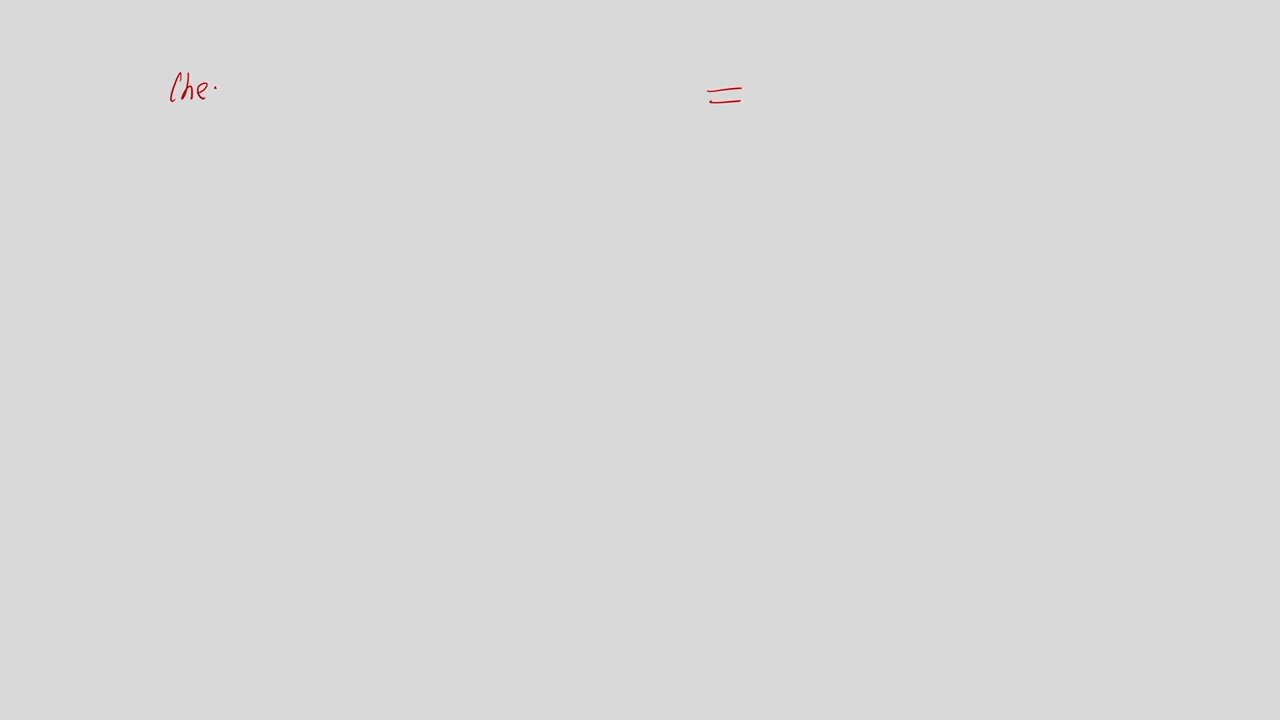 Che. =